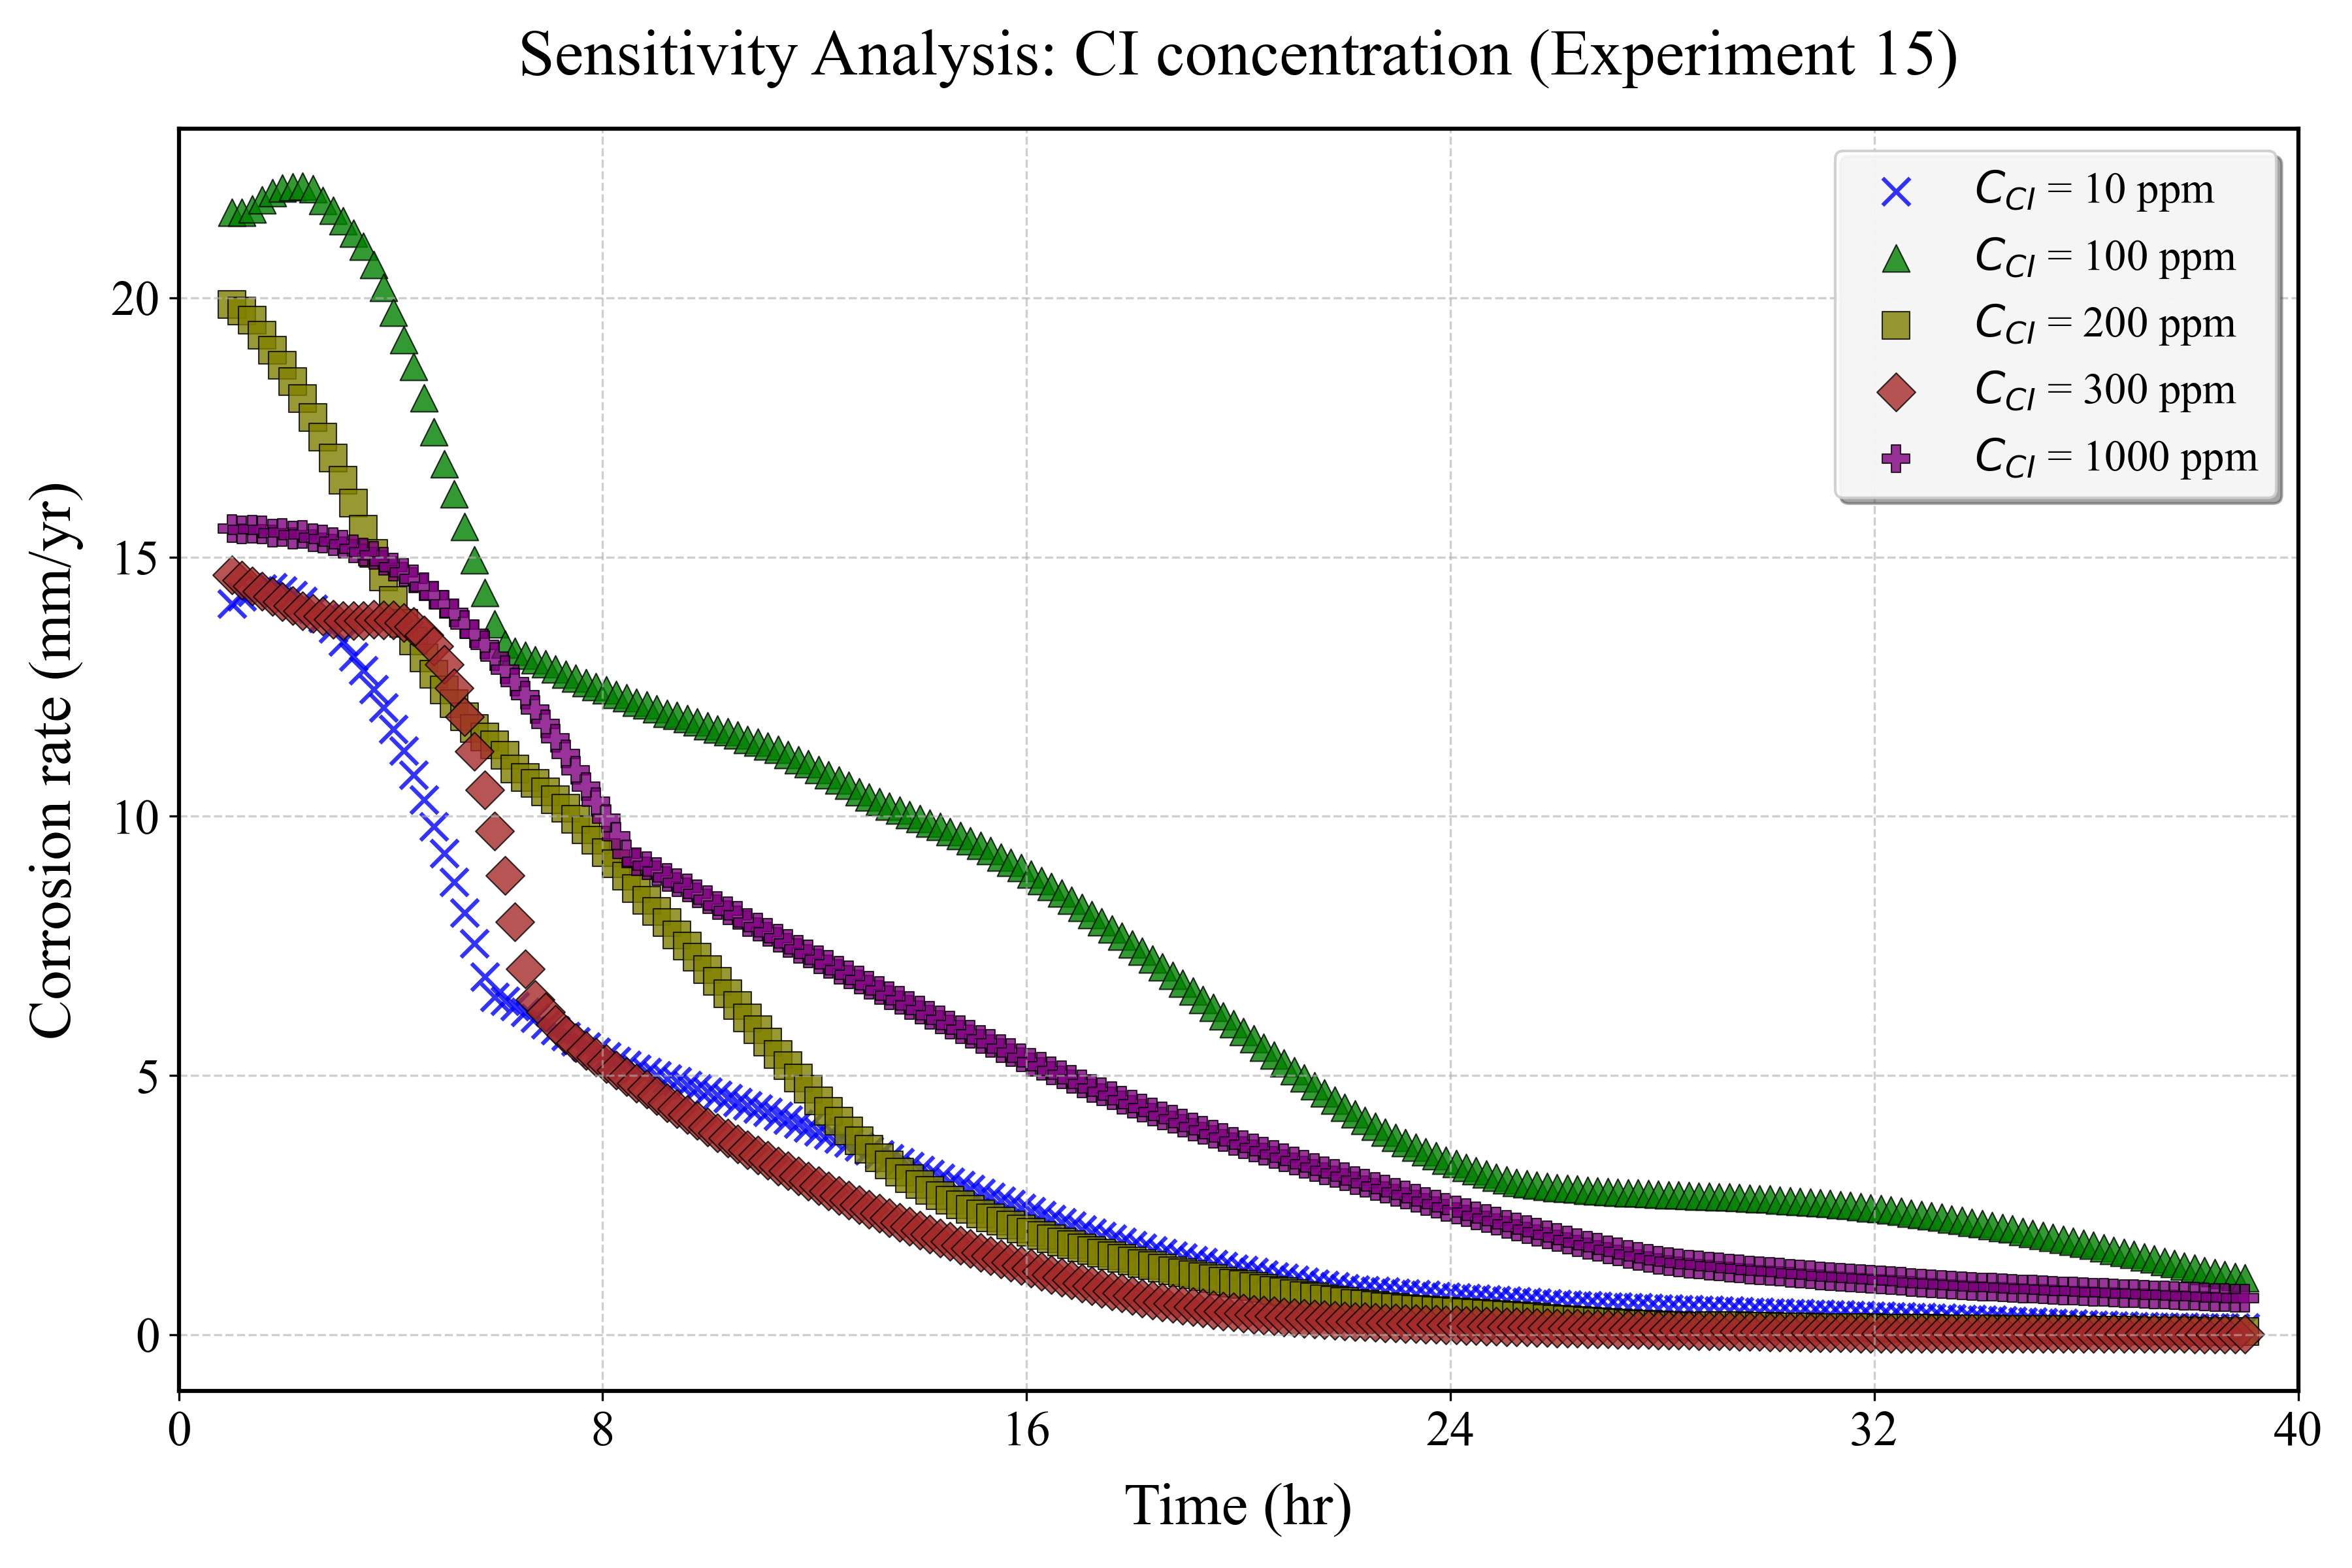 Sensitivity Analysis: CI concentration (Experiment 15)
C_CI = 10 ppm
C_CI = 100 ppm
C_CI = 200 ppm
C_CI = 300 ppm
C_CI = 1000 ppm
Corrosion rate (mm/yr)
20
15
10
5
0
0 8 16 24 32 40
Time (hr)